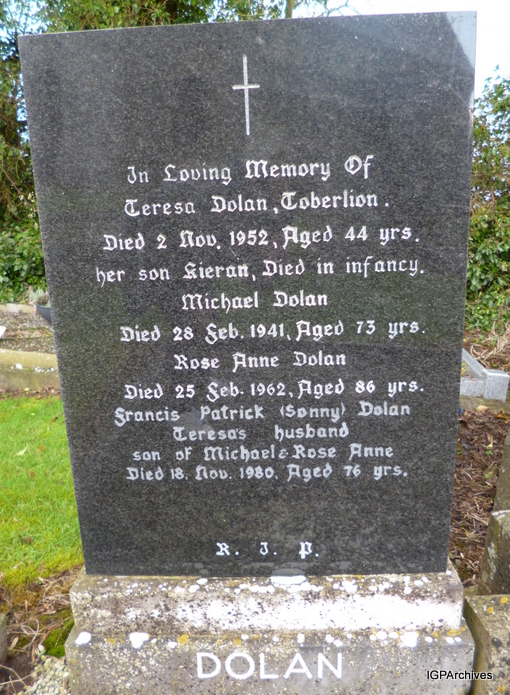 In Loving Memory Of
Teresa Dolan, Toberlion.
Died 2 Nov. 1952, Aged 44 yrs.
her son Kieran, Died in infancy.
Michael Dolan
Died 28 Feb. 1941, Aged 73 yrs.
Rose Anne Dolan
Died 25 Feb. 1962, Aged 86 yrs.
Francis Patrick (Sonny) Dolan
Teresa's husband
son of Michael & Rose Anne
Died 18. Nov. 1980. Aged 76 yrs.
R. I. P.
DOLAN
IGPArchives